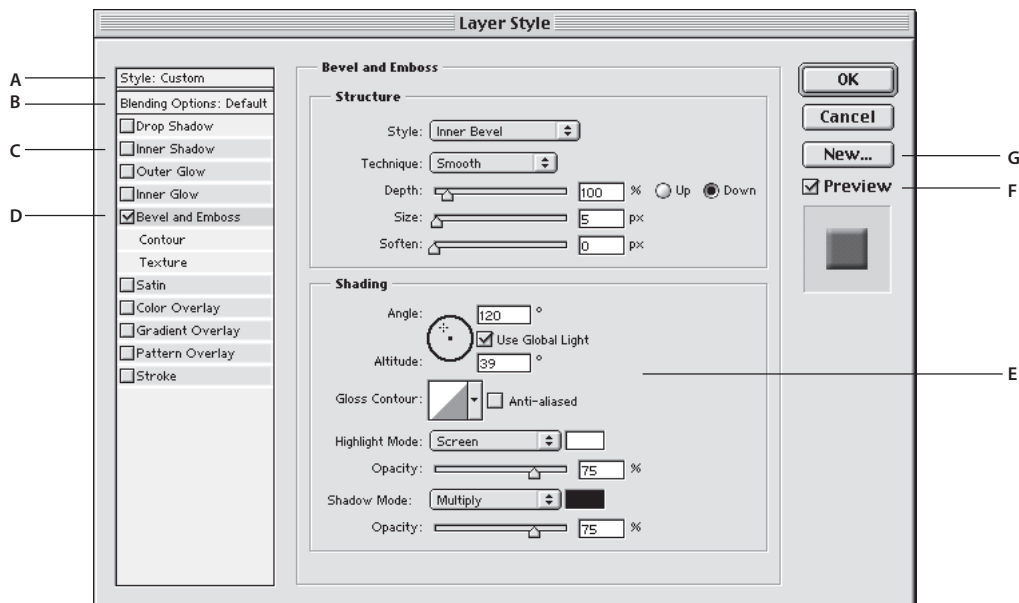 Layer Style
A
Style: Custom
B
Blending Options: Default
Drop Shadow
C
Inner Shadow
Outer Glow
Inner Glow
D
Bevel and Emboss
Contour
Texture
Satin
Color Overlay
Gradient Overlay
Pattern Overlay
Stroke
Bevel and Emboss
Structure
Style: Inner Bevel
Technique: Smooth
Depth: 100 % Up Down
Size: 5 px
Soften: 0 px
Shading
Angle: 120 °
Use Global Light
Altitude: 39 °
E
Gloss Contour: Anti-aliased
Highlight Mode: Screen
Opacity: 75 %
Shadow Mode: Multiply
Opacity: 75 %
OK
Cancel
New...
G
Preview
F